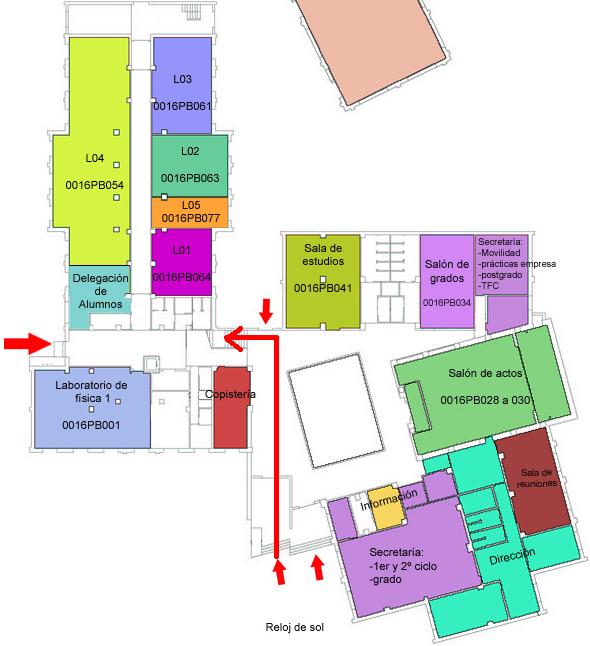 L03
0016PB061
L04
0016PB054
L02
0016PB063
L05
0016PB077
L01
0016PB064
Delegación
de
Alumnos
Sala de
estudios
0016PB041
Salón de
grados
0016PB034
Secretaría:
-Movilidad
-prácticas empresa
-postgrado
-TFC
Laboratorio de
física 1
0016PB001
Copistería
Salón de actos
0016PB028 a 030
Sala de
reuniones
Información
Secretaría:
-1er y 2º ciclo
-grado
Dirección
Reloj de sol